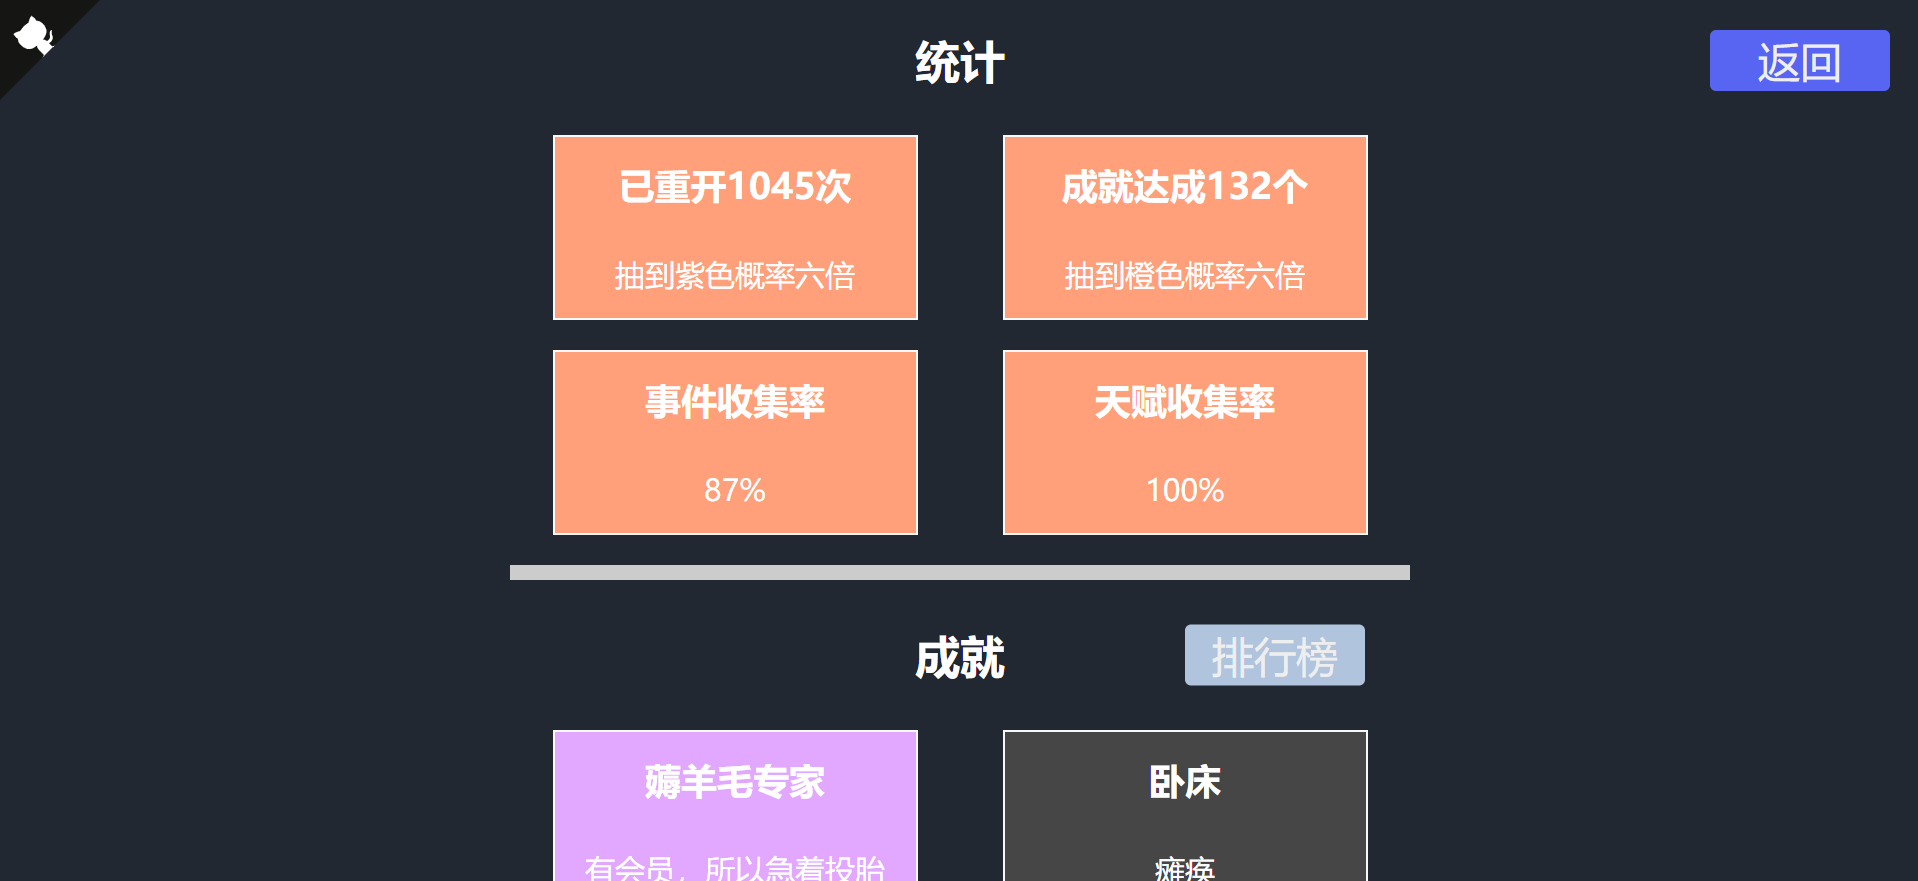 统计
返回
已重开1045次
抽到紫色概率六倍
成就达成132个
抽到橙色概率六倍
事件收集率
87%
天赋收集率
100%
成就
排行榜
薅羊毛专家
有会员，所以急着投胎
卧床
瘫痪